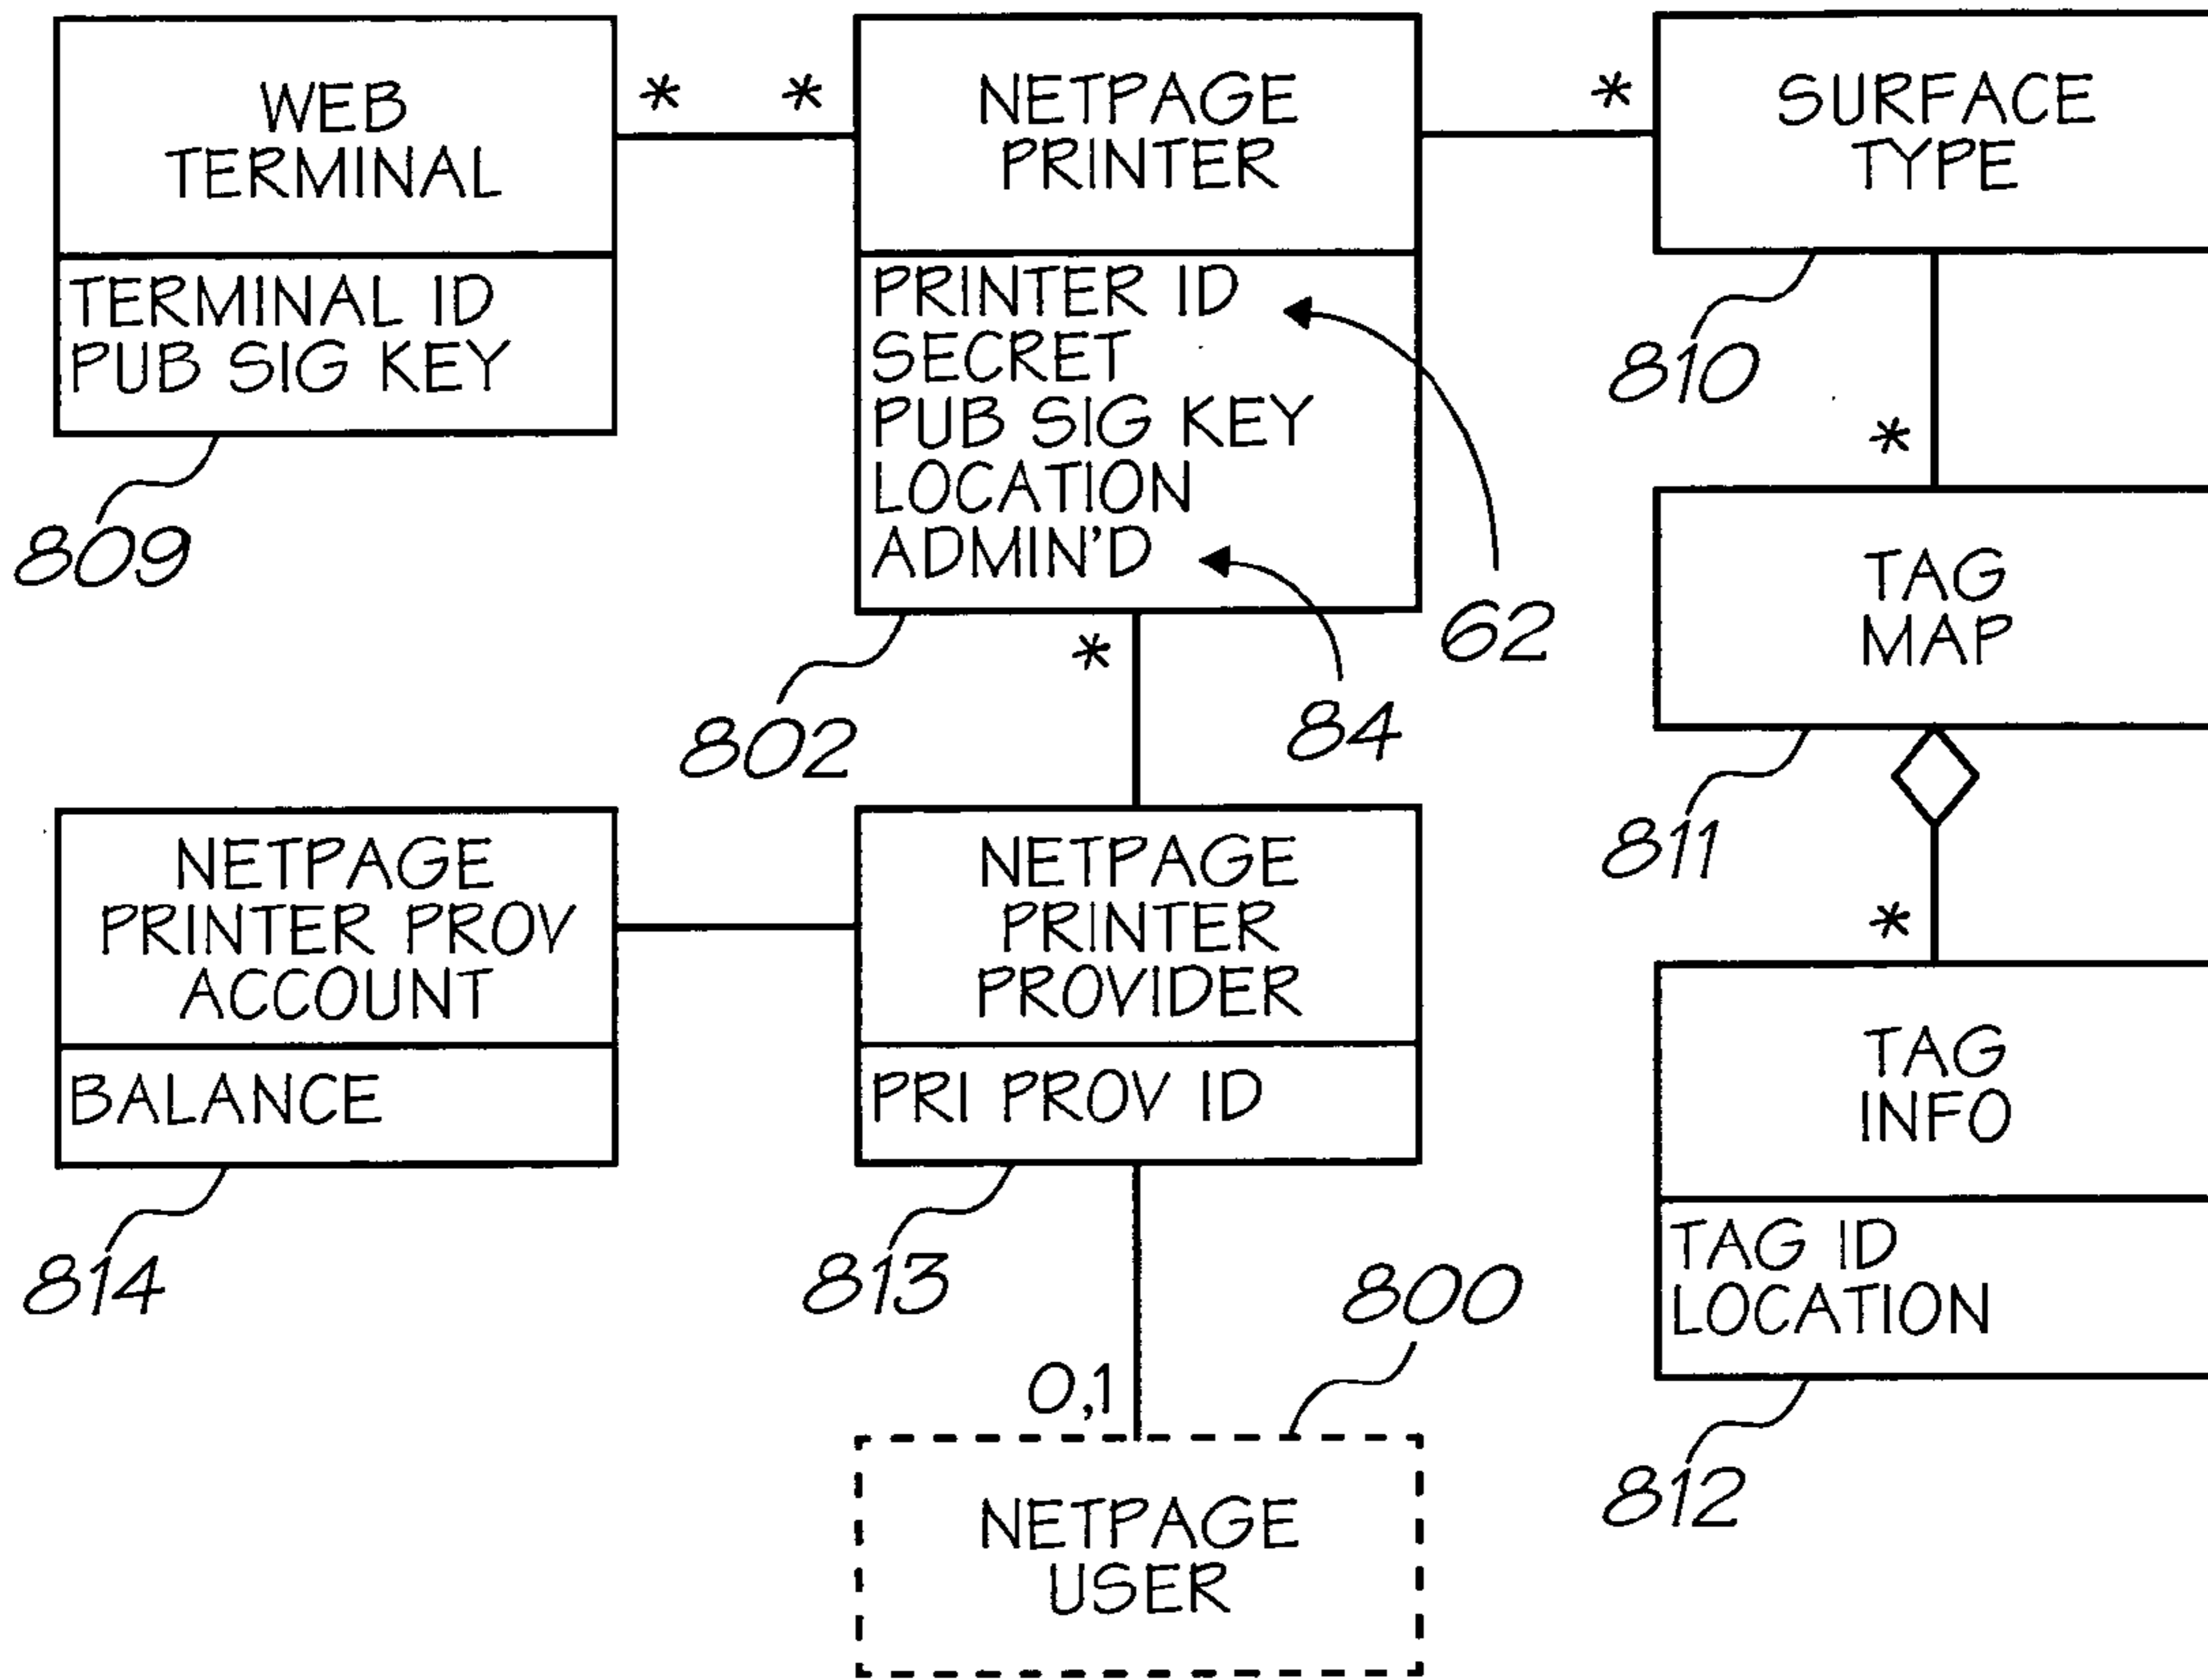 WEB
TERMINAL
* *
NETPAGE
PRINTER
*
SURFACE
TYPE
TERMINAL ID
PUB SIG KEY
PRINTER ID
SECRET
PUB SIG KEY
LOCATION
ADMIN'D
809
802
*
84
62
810
*
TAG
MAP
811
*
NETPAGE
PRINTER PROV
ACCOUNT
BALANCE
814
NETPAGE
PRINTER
PROVIDER
PRI PROV ID
813
TAG
INFO
TAG ID
LOCATION
812
800
0,1
NETPAGE
USER